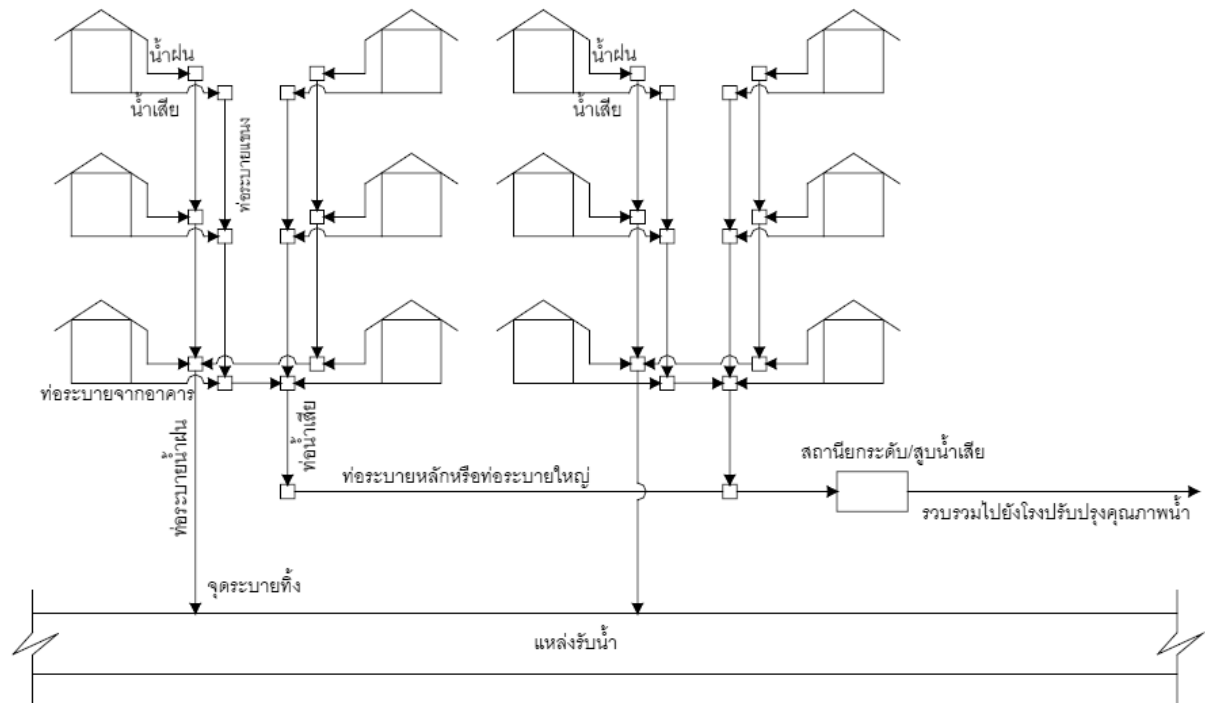 น้ำฝน
น้ำฝน
น้ำเสีย
น้ำเสีย
ท่อระบายแขนง
ท่อระบายจากอาคาร
ท่อระบายน้ำฝน
ท่อน้ำเสีย
สถานียกระดับ/สูบน้ำเสีย
ท่อระบายหลักหรือท่อระบายใหญ่
รวบรวมไปยังโรงปรับปรุงคุณภาพน้ำ
จุดระบายทิ้ง
แหล่งรับน้ำ